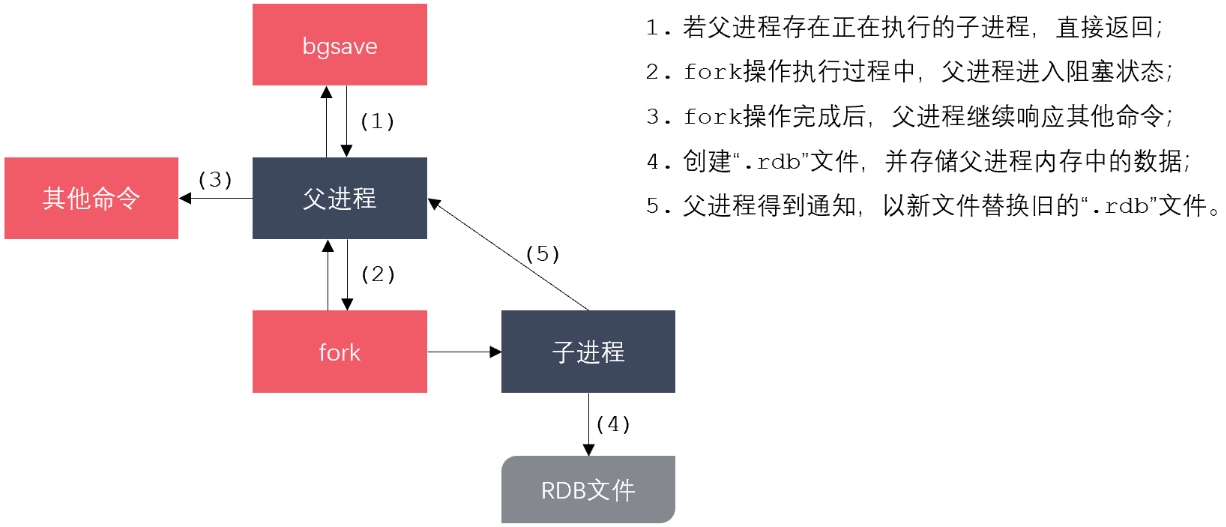 bgsave
(1)
其他命令
(3)
父进程
(2)
(5)
fork
子进程
(4)
RDB文件
1. 若父进程存在正在执行的子进程，直接返回；
2. fork操作执行过程中，父进程进入阻塞状态；
3. fork操作完成后，父进程继续响应其他命令；
4. 创建“.rdb”文件，并存储父进程内存中的数据；
5. 父进程得到通知，以新文件替换旧的“.rdb”文件。